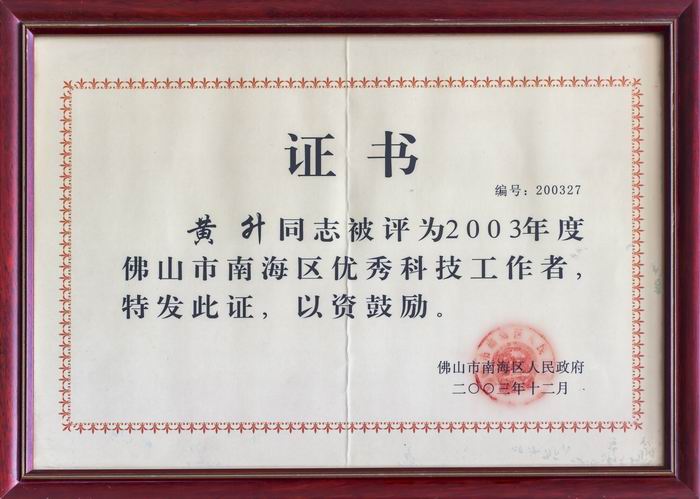 证书
编号：200327
黄升同志被评为2003年度
佛山市南海区优秀科技工作者，
特发此证，以资鼓励。
佛山市南海区人民政府
二〇〇三年十二月